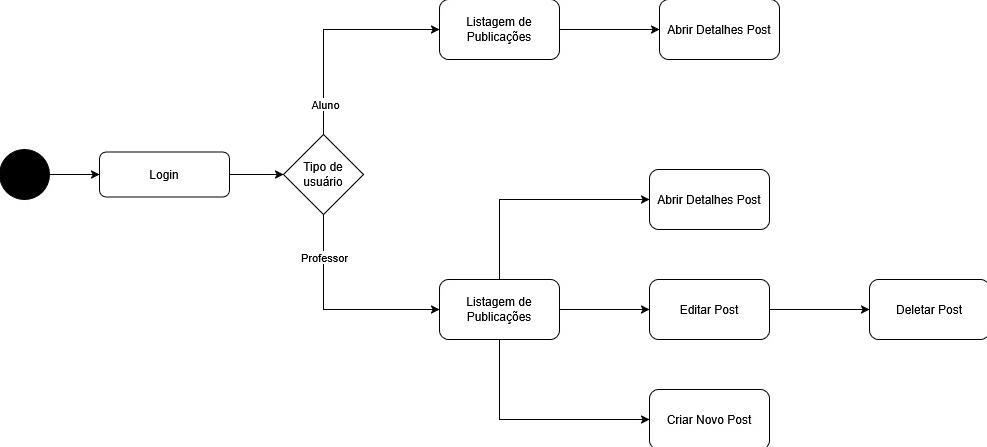 Listagem de
Publicações
Abrir Detalhes Post
Aluno
Login
Tipo de
usuário
Abrir Detalhes Post
Professor
Listagem de
Publicações
Editar Post
Deletar Post
Criar Novo Post